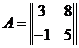 A = ‖ 3 8 ‖
‖ -1 5 ‖